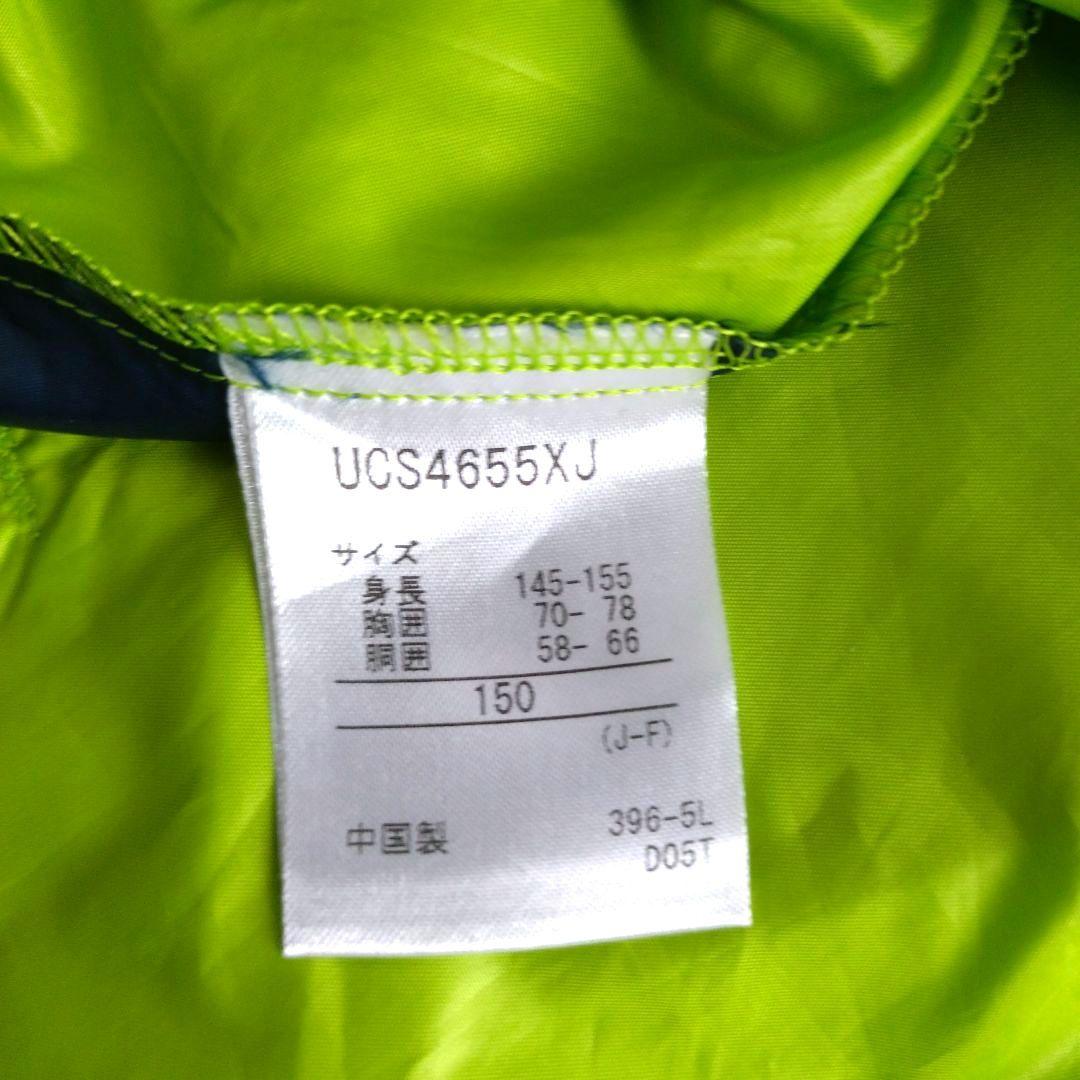 UCS4655XJ
サイズ
身長 145-155
胸囲 70- 78
胴囲 58- 66
150
(J-F)
中国製 396-5L
D05T